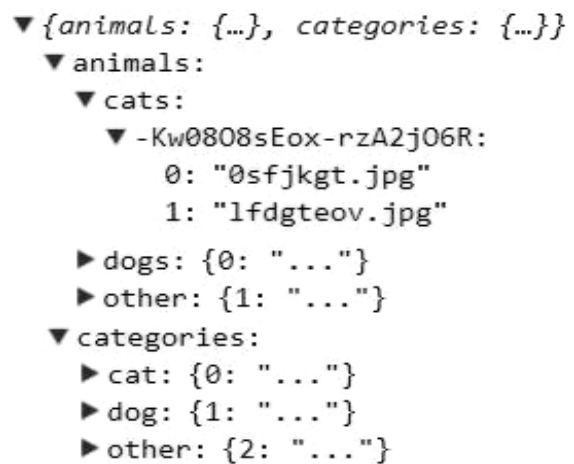 ▼ {animals: {…}, categories: {…}}
▼ animals:
▼ cats:
▼ -Kw08O8sEox-rzA2jO6R:
0: "0sfjkgt.jpg"
1: "lfdgteov.jpg"
▶ dogs: {0: "..."}
▶ other: {1: "..."}
▼ categories:
▶ cat: {0: "..."}
▶ dog: {1: "..."}
▶ other: {2: "..."}